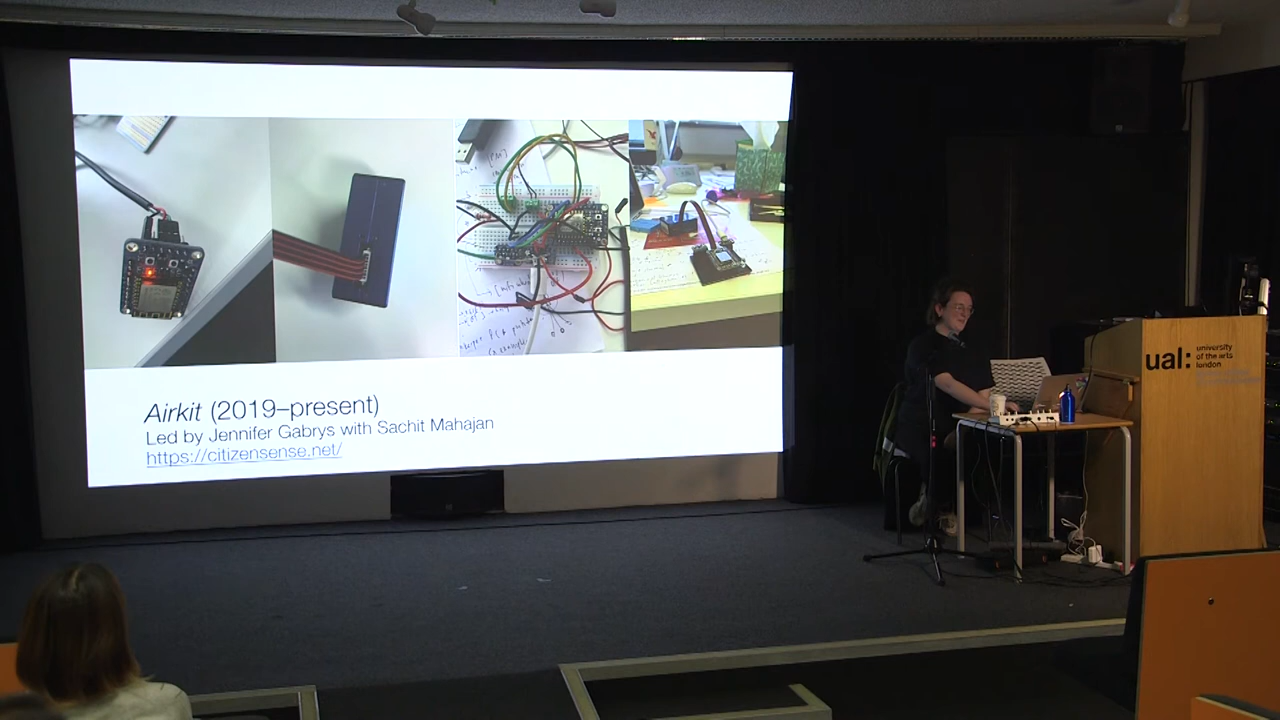 Airkit (2019–present)
Led by Jennifer Gabrys with Sachit Mahajan
https://citizensense.net/
ual:
university
of the arts
london